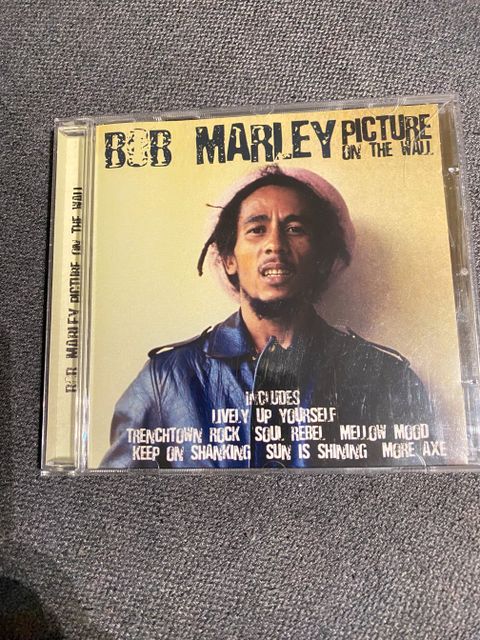 BOB MARLEY PICTURE
ON THE WALL
BOB MARLEY PICTURE ON THE WALL
INCLUDES
LIVELY UP YOURSELF
TRENCHTOWN ROCK SOUL REBEL MELLOW MOOD
KEEP ON SHANKING SUN IS SHINING MORE AXE